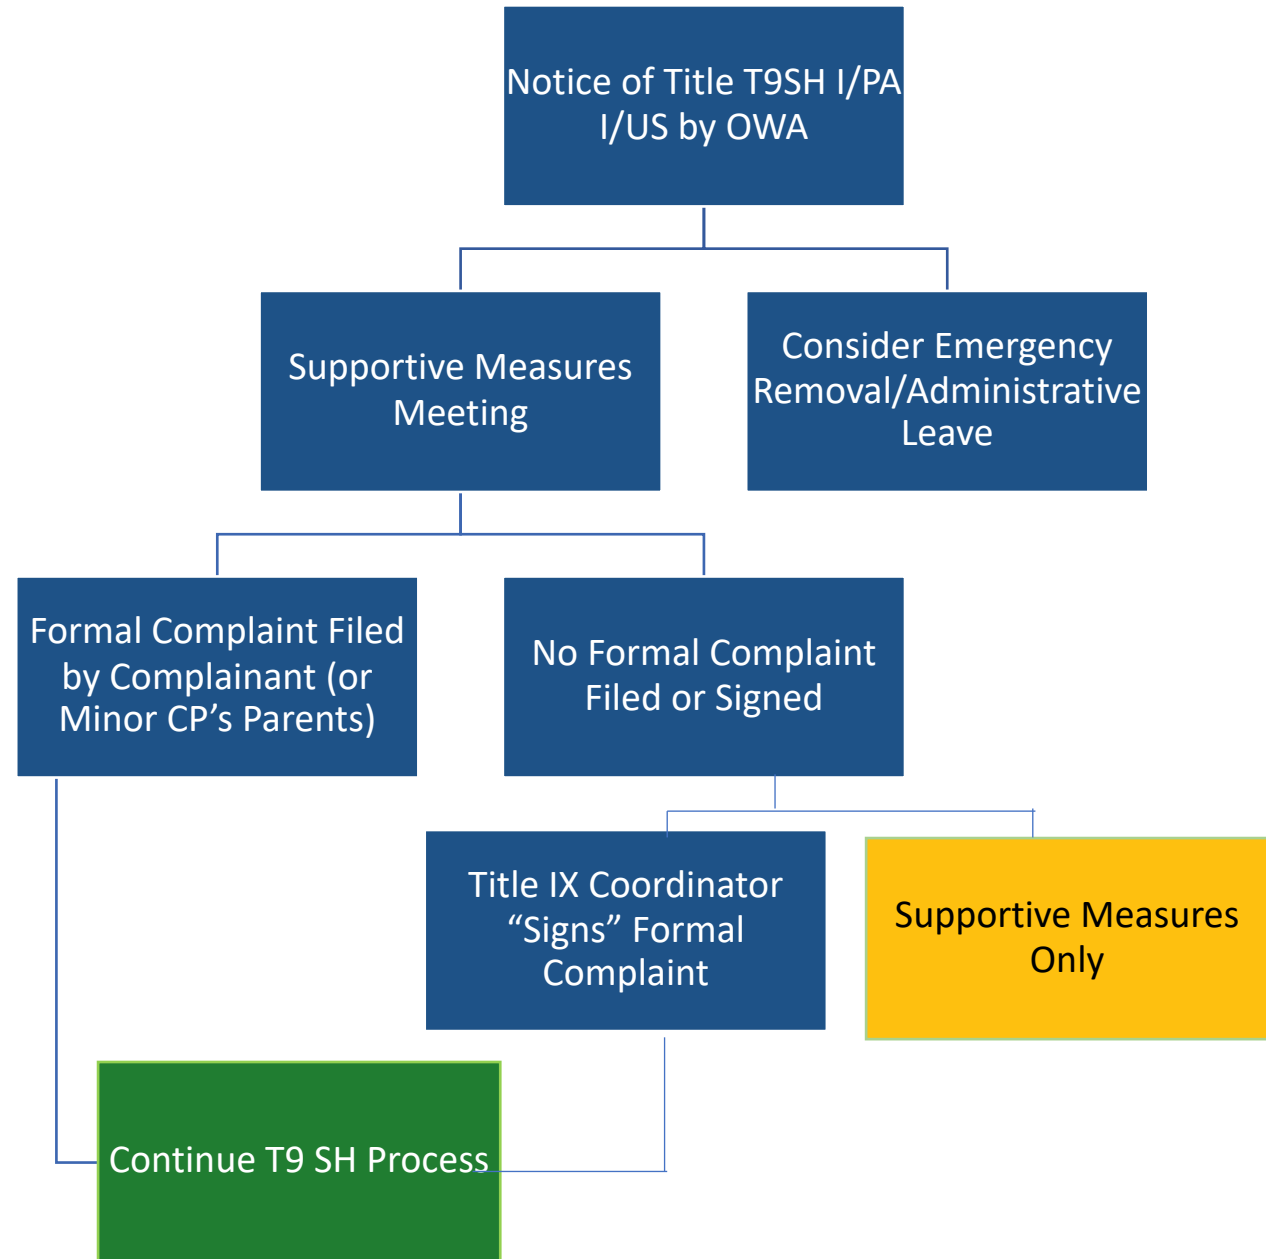 Notice of Title T9SH I/PA
I/US by OWA
Supportive Measures
Meeting
Consider Emergency
Removal/Administrative
Leave
Formal Complaint Filed
by Complainant (or
Minor CP’s Parents)
No Formal Complaint
Filed or Signed
Title IX Coordinator
“Signs” Formal
Complaint
Supportive Measures
Only
Continue T9 SH Process